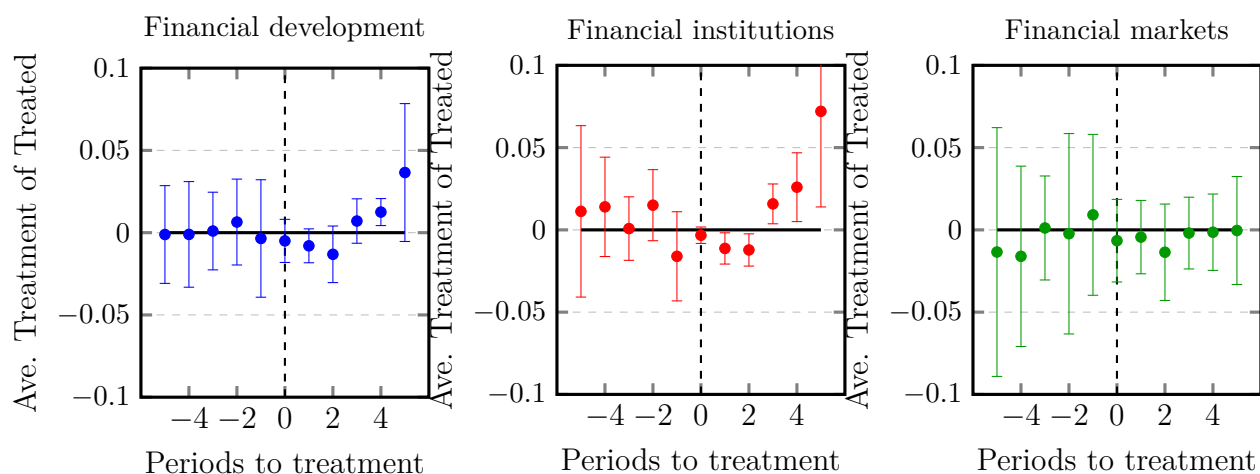 Financial development
Ave. Treatment of Treated
0.1
0.05
0
−0.05
−0.1
−4 −2 0 2 4
Periods to treatment
Financial institutions
Ave. Treatment of Treated
0.1
0.05
0
−0.05
−0.1
−4 −2 0 2 4
Periods to treatment
Financial markets
Ave. Treatment of Treated
0.1
0.05
0
−0.05
−0.1
−4 −2 0 2 4
Periods to treatment